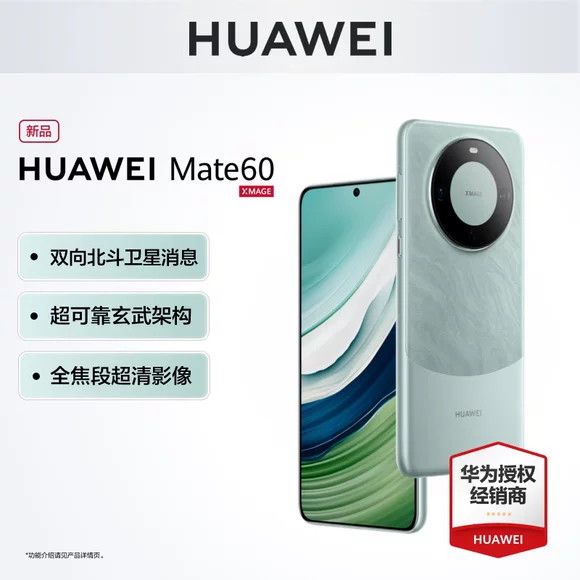 HUAWEI
新品
HUAWEI Mate60
XMAGE
• 双向北斗卫星消息
• 超可靠玄武架构
• 全焦段超清影像
XMAGE
HUAWEI
华为授权
经销商
HUAWEI
*功能介绍请见产品详情页。